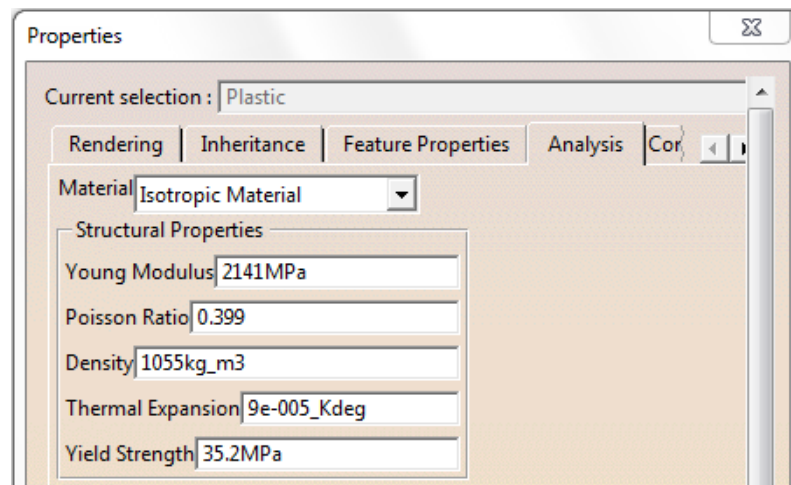 Properties
Current selection : Plastic
Rendering Inheritance Feature Properties Analysis Cor
Material Isotropic Material
Structural Properties
Young Modulus 2141MPa
Poisson Ratio 0.399
Density 1055kg_m3
Thermal Expansion 9e-005_Kdeg
Yield Strength 35.2MPa